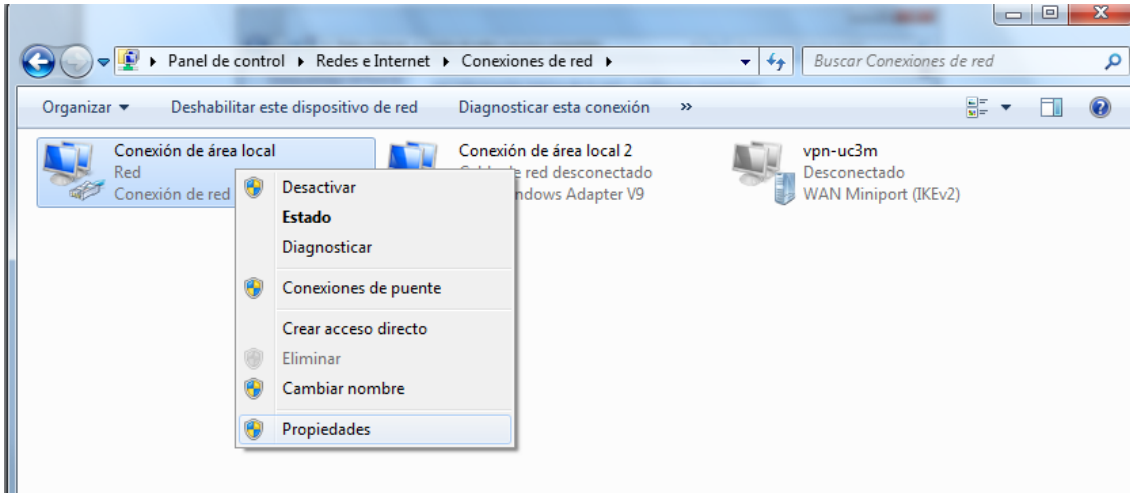 Panel de control ▸ Redes e Internet ▸ Conexiones de red ▸
Buscar Conexiones de red
Organizar
Deshabilitar este dispositivo de red
Diagnosticar esta conexión
»
Conexión de área local
Red
Conexión de red
Conexión de área local 2
de red desconectado
ndows Adapter V9
vpn-uc3m
Desconectado
WAN Miniport (IKEv2)
Desactivar
Estado
Diagnosticar
Conexiones de puente
Crear acceso directo
Eliminar
Cambiar nombre
Propiedades